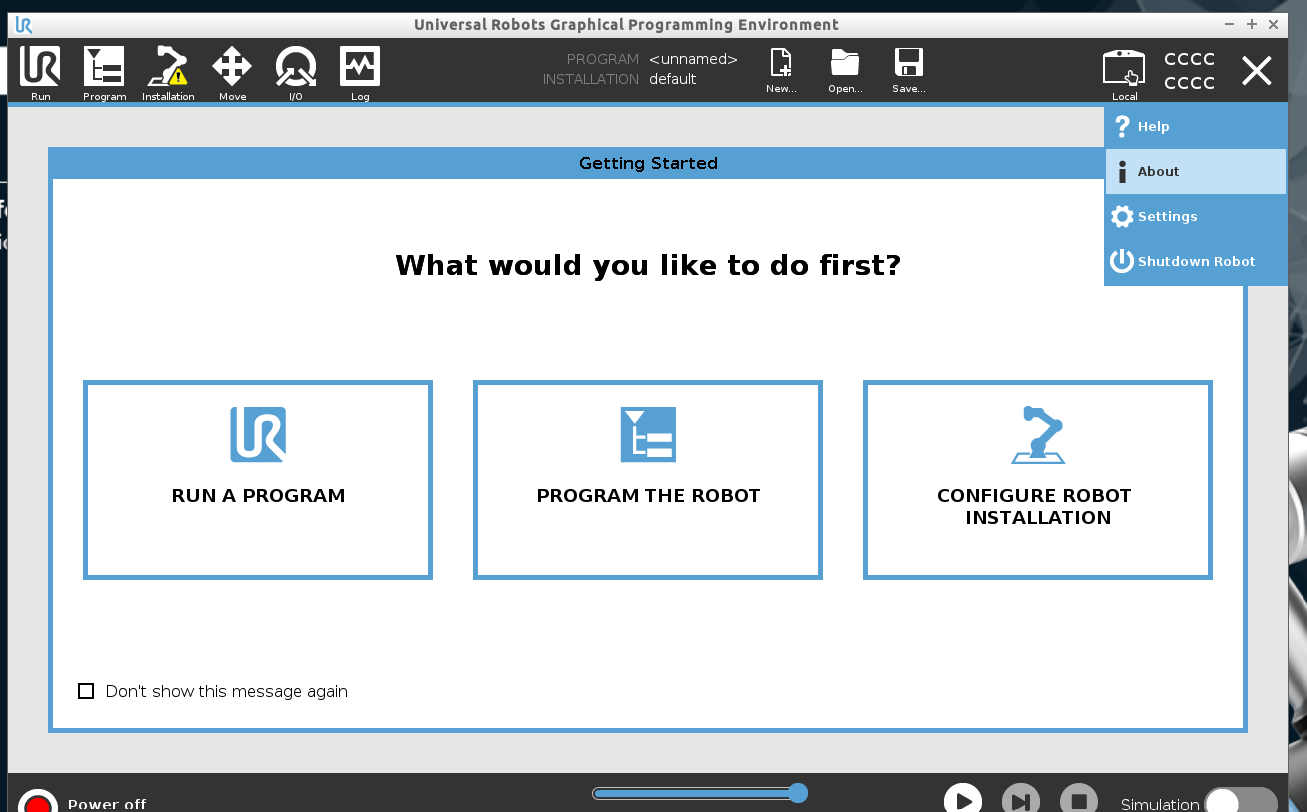 Universal Robots Graphical Programming Environment
Run
Program
Installation
Move
I/O
Log
PROGRAM <unnamed>
INSTALLATION default
New...
Open...
Save...
Local
CCCC
CCCC
Help
About
Settings
Shutdown Robot
Getting Started
What would you like to do first?
RUN A PROGRAM
PROGRAM THE ROBOT
CONFIGURE ROBOT
INSTALLATION
Don't show this message again
Power off
Simulation